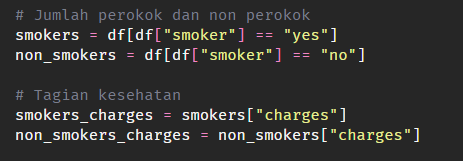 # Jumlah perokok dan non perokok
smokers = df[df["smoker"] == "yes"]
non_smokers = df[df["smoker"] == "no"]
# Tagian kesehatan
smokers_charges = smokers["charges"]
non_smokers_charges = non_smokers["charges"]